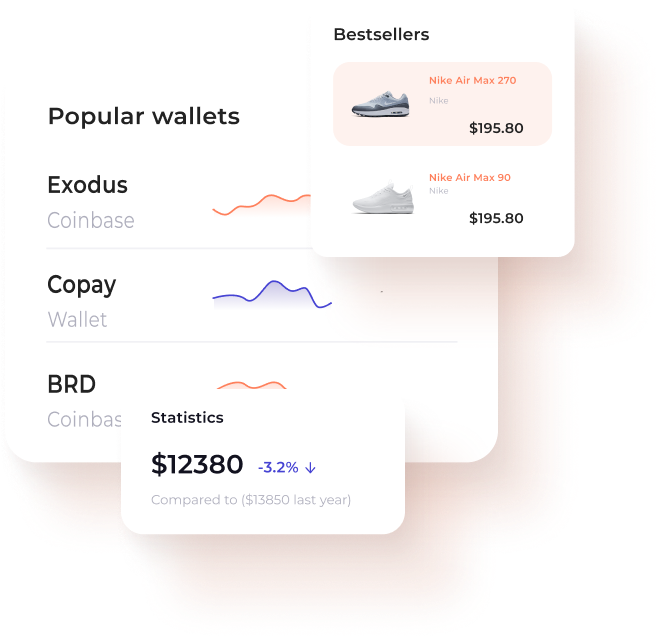 Bestsellers
Nike Air Max 270
Nike
$195.80
Nike Air Max 90
Nike
$195.80
Popular wallets
Exodus
Coinbase
Copay
Wallet
BRD
Coinbas
Statistics
$12380 -3.2% ↓
Compared to ($13850 last year)